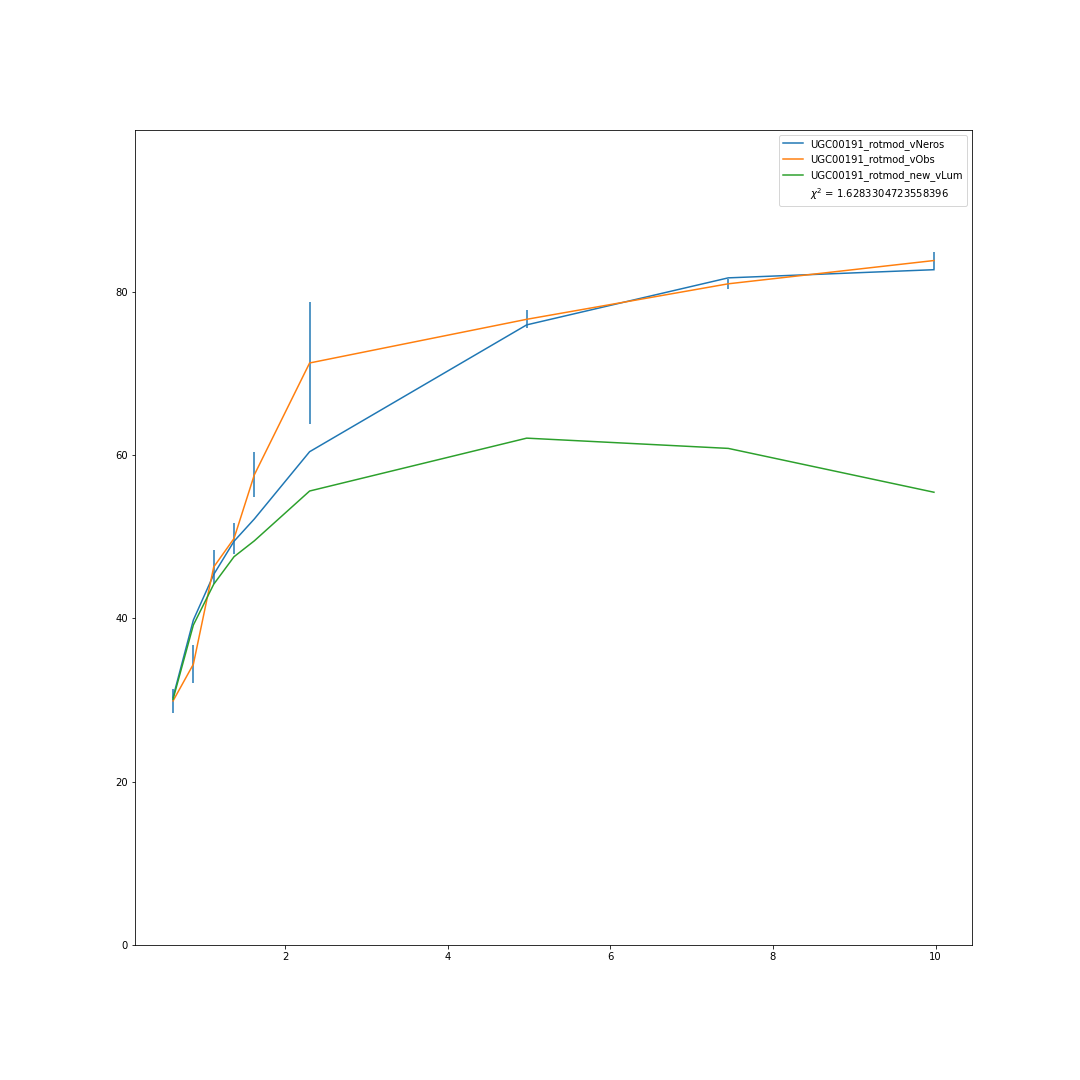 UGC00191_rotmod_vNeros
UGC00191_rotmod_vObs
UGC00191_rotmod_new_vLum
χ² = 1.6283304723558396
80
60
40
20
0
2 4 6 8 10